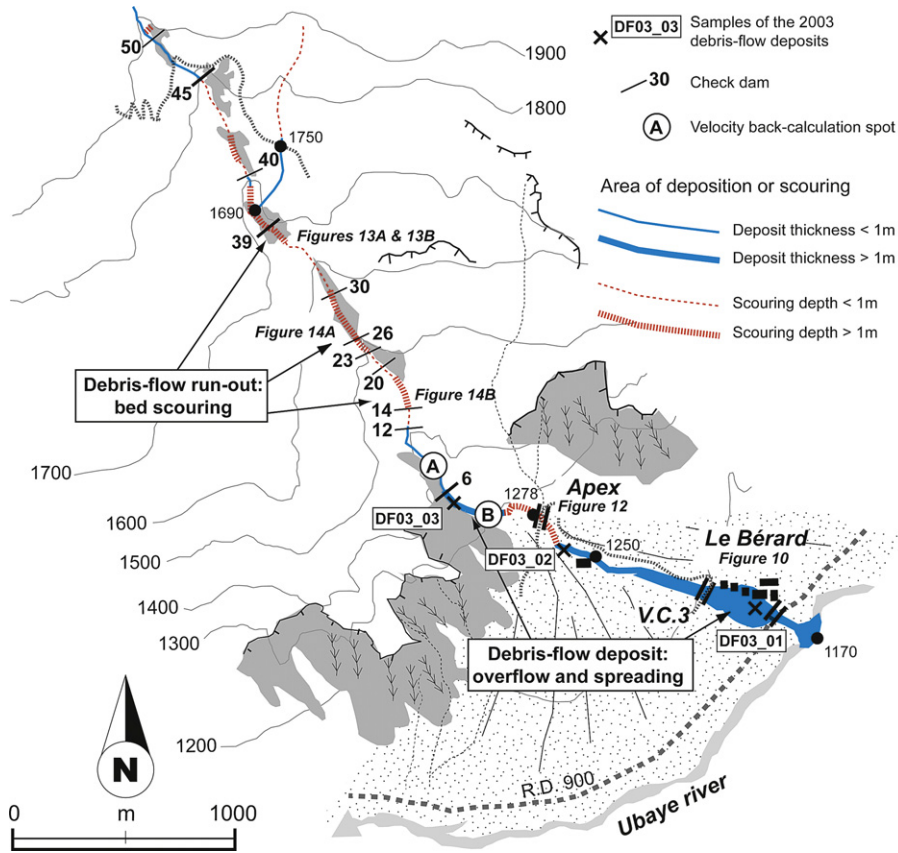 50
1900
DF03_03
Samples of the 2003
debris-flow deposits
45
30
Check dam
1800
A
Velocity back-calculation spot
1750
40
Area of deposition or scouring
1690
Deposit thickness < 1m
39
Figures 13A & 13B
Deposit thickness > 1m
30
Scouring depth < 1m
Figure 14A
26
Scouring depth > 1m
23
Debris-flow run-out:
bed scouring
20
Figure 14B
14
12
1700
A
6
1278
Apex
Figure 12
1600
DF03_03
B
Le Bérard
Figure 10
1500
DF03_02
1250
1400
V.C.3
1300
DF03_01
Debris-flow deposit:
overflow and spreading
1170
1200
N
R.D. 900
Ubaye river
0 m 1000